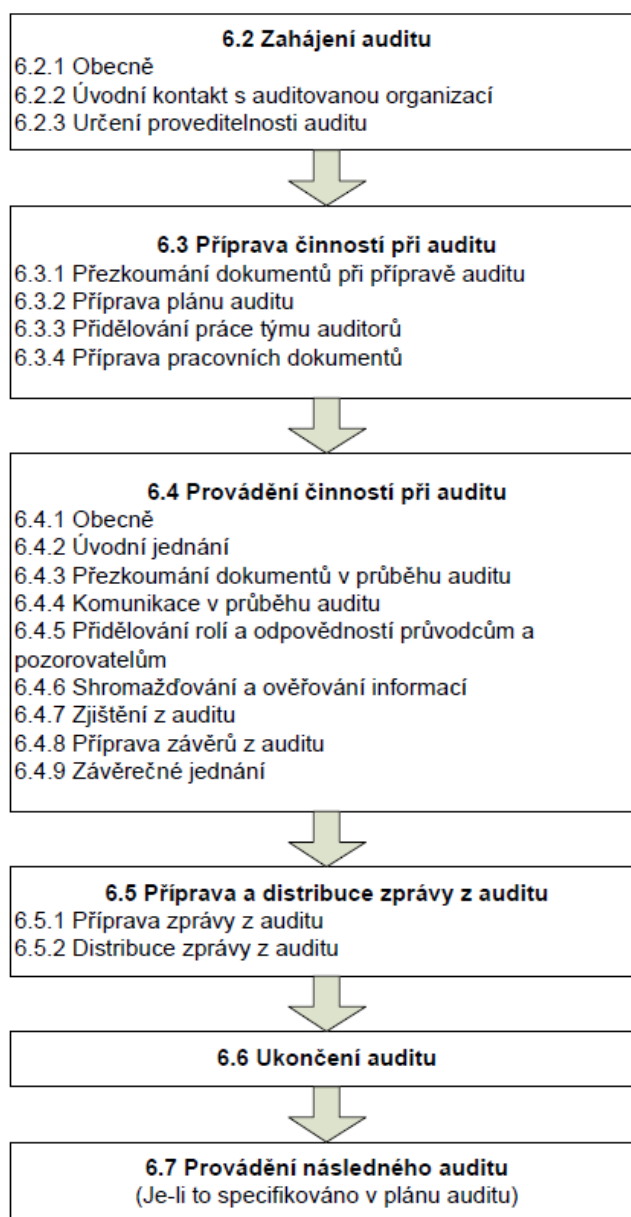 6.2 Zahájení auditu
6.2.1 Obecně
6.2.2 Úvodní kontakt s auditovanou organizací
6.2.3 Určení proveditelnosti auditu
6.3 Příprava činností při auditu
6.3.1 Přezkoumání dokumentů při přípravě auditu
6.3.2 Příprava plánu auditu
6.3.3 Přidělování práce týmu auditorů
6.3.4 Příprava pracovních dokumentů
6.4 Provádění činností při auditu
6.4.1 Obecně
6.4.2 Úvodní jednání
6.4.3 Přezkoumání dokumentů v průběhu auditu
6.4.4 Komunikace v průběhu auditu
6.4.5 Přidělování rolí a odpovědností průvodcům a
pozorovatelům
6.4.6 Shromažďování a ověřování informací
6.4.7 Zjištění z auditu
6.4.8 Příprava závěrů z auditu
6.4.9 Závěrečné jednání
6.5 Příprava a distribuce zprávy z auditu
6.5.1 Příprava zprávy z auditu
6.5.2 Distribuce zprávy z auditu
6.6 Ukončení auditu
6.7 Provádění následného auditu
(Je-li to specifikováno v plánu auditu)